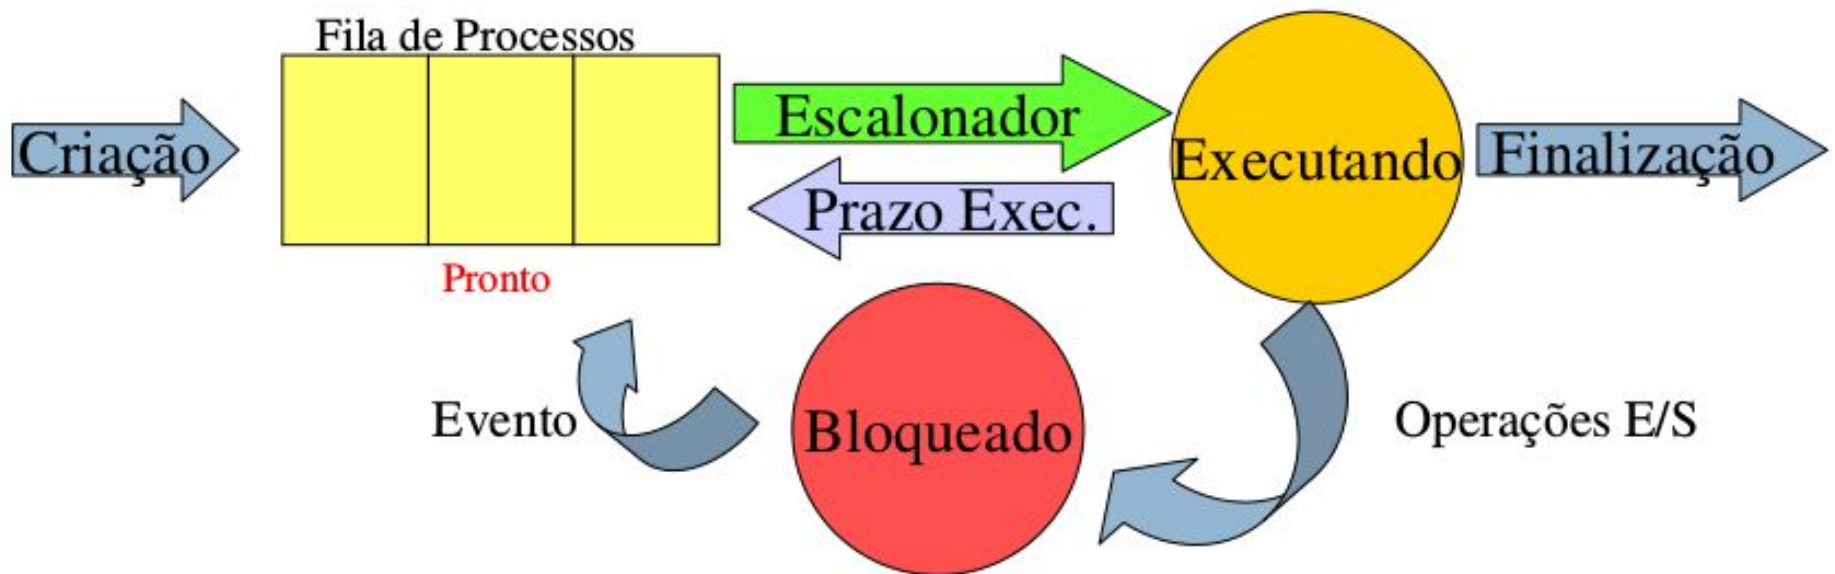 Fila de Processos
Criação
Escalonador
Executando
Finalização
Prazo Exec.
Pronto
Evento
Bloqueado
Operações E/S